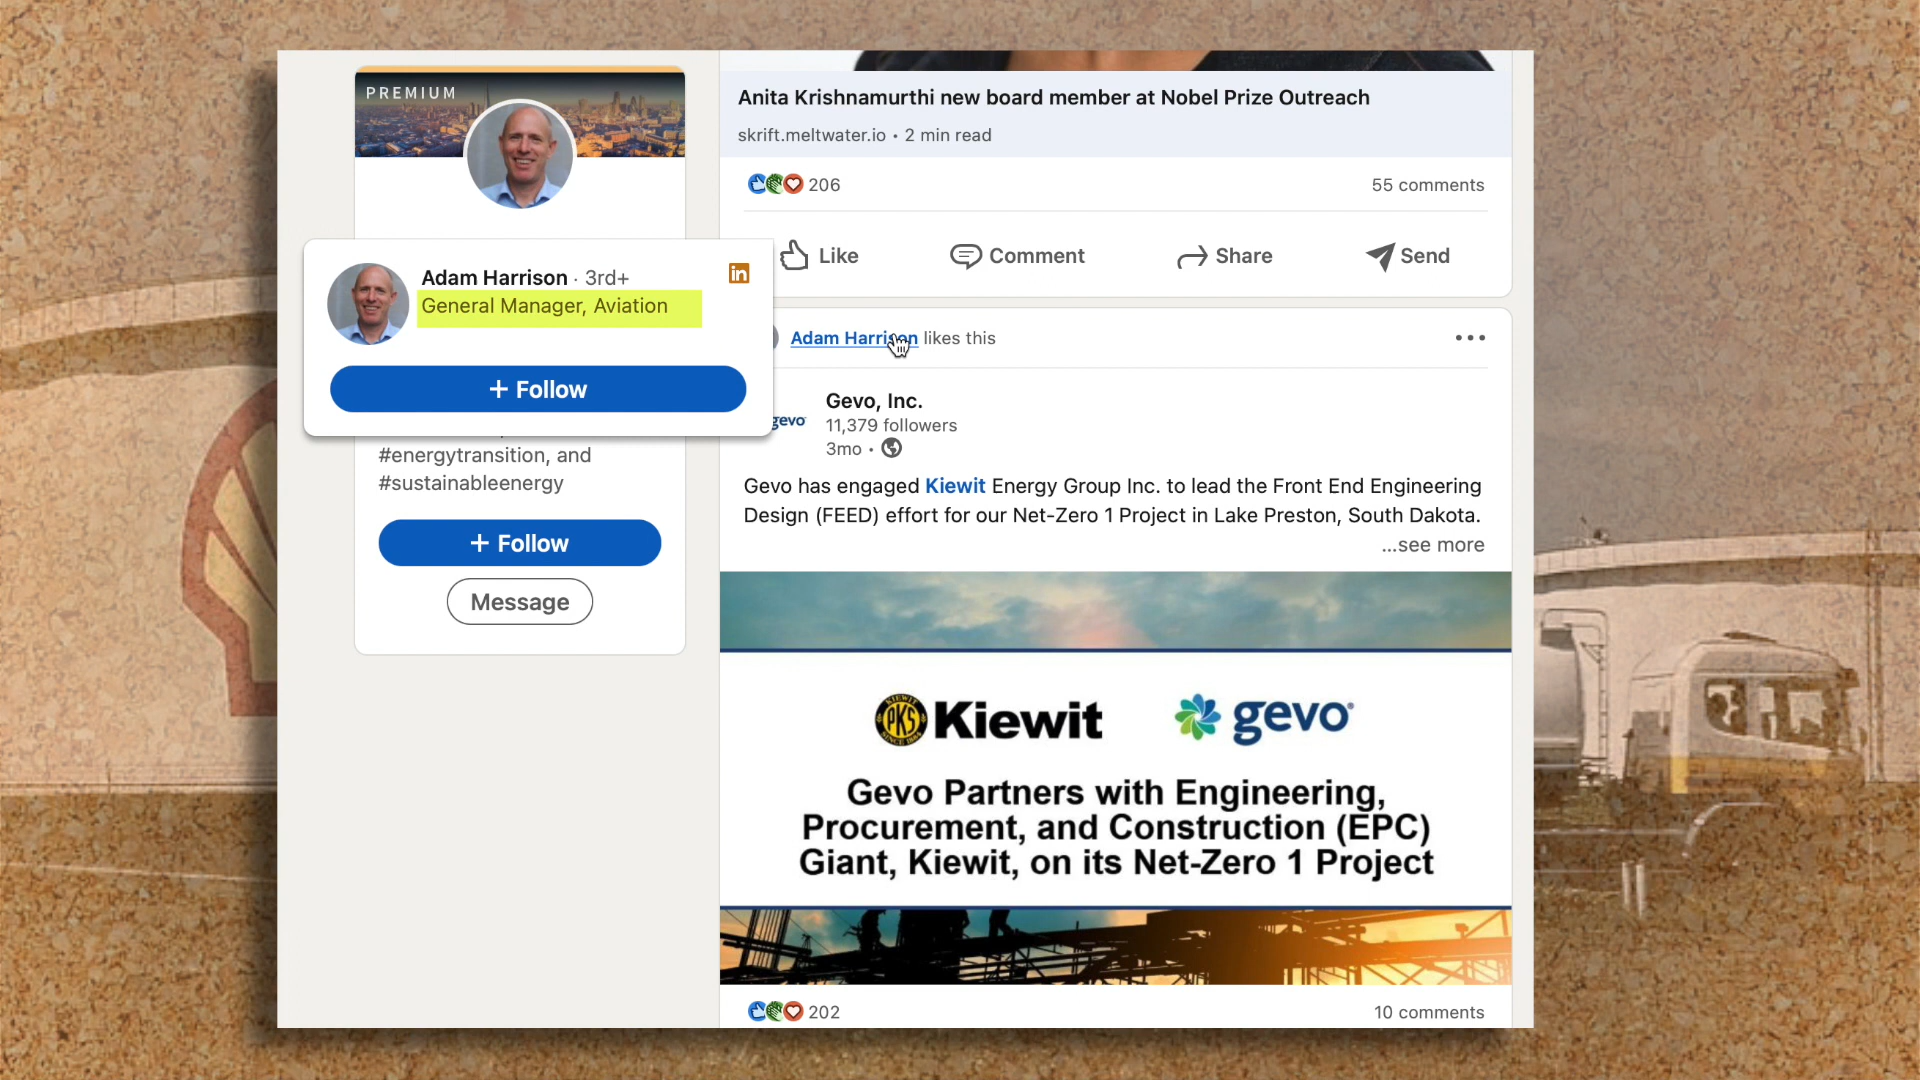 PREMIUM
Adam Harrison · 3rd+
General Manager, Aviation
+ Follow
#energytransition, and
#sustainableenergy
+ Follow
Message
Anita Krishnamurthi new board member at Nobel Prize Outreach
skrift.meltwater.io • 2 min read
206
55 comments
Like
Comment
Share
Send
Adam Harrison likes this
gevo
Gevo, Inc.
11,379 followers
3mo •
Gevo has engaged Kiewit Energy Group Inc. to lead the Front End Engineering
Design (FEED) effort for our Net-Zero 1 Project in Lake Preston, South Dakota.
...see more
KIEWIT
PKS
SINCE 1884
Kiewit
gevo
Gevo Partners with Engineering,
Procurement, and Construction (EPC)
Giant, Kiewit, on its Net-Zero 1 Project
202
10 comments